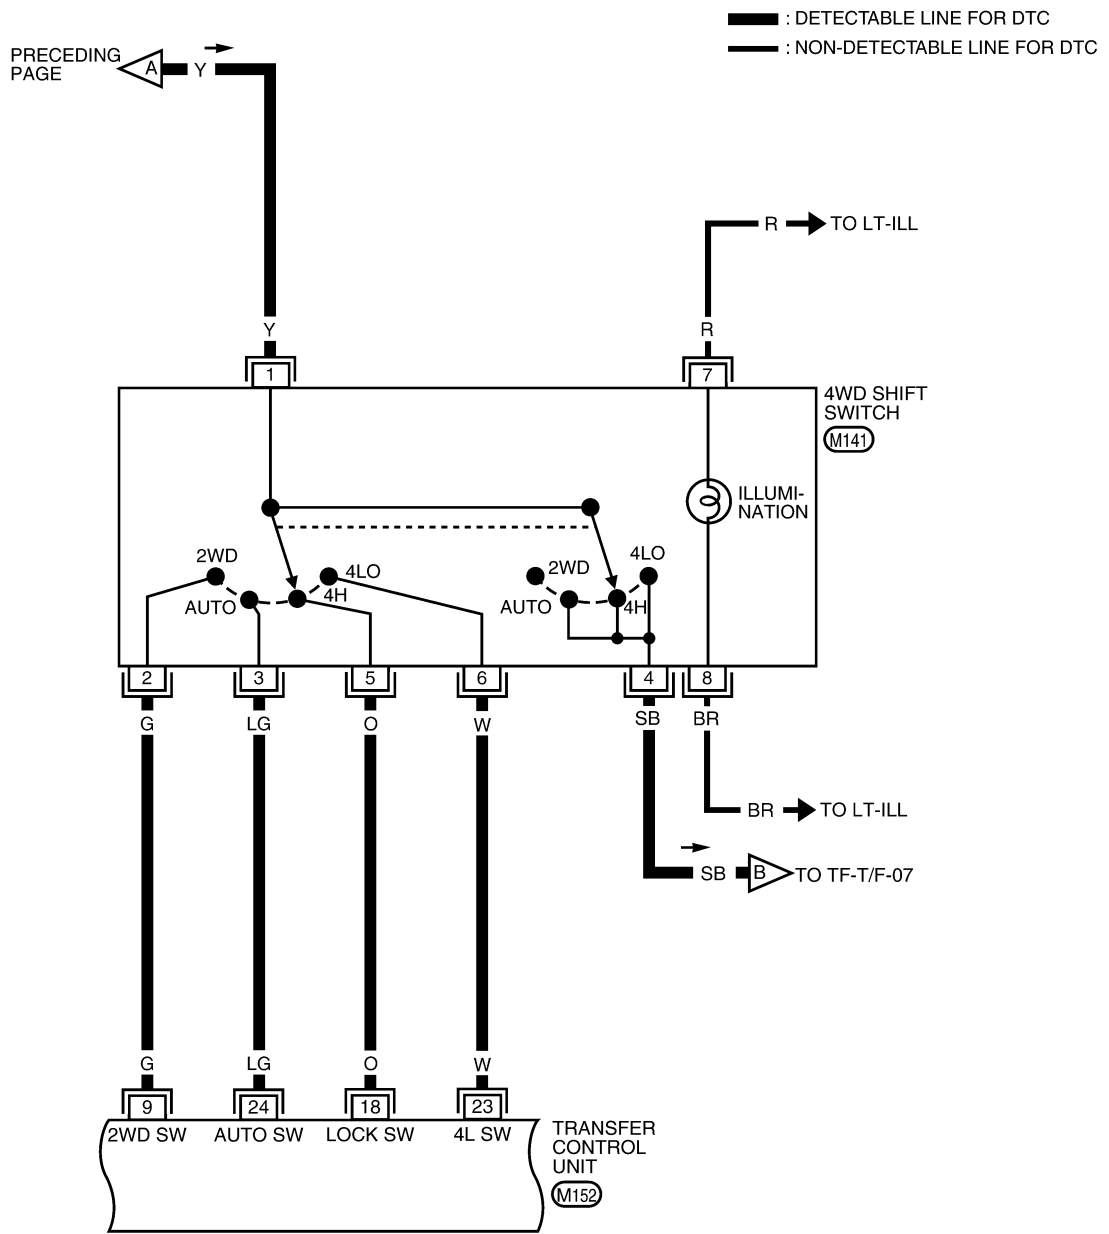 : DETECTABLE LINE FOR DTC
: NON-DETECTABLE LINE FOR DTC
PRECEDING
PAGE
A
Y
R
TO LT-ILL
Y
R
1
7
4WD SHIFT
SWITCH
M141
ILLUMI-
NATION
2WD
4LO
AUTO
4H
2WD
4LO
AUTO
4H
2
3
5
6
4
8
G
LG
O
W
SB
BR
BR
TO LT-ILL
SB
B
TO TF-T/F-07
G
LG
O
W
9
24
18
23
2WD SW
AUTO SW
LOCK SW
4L SW
TRANSFER
CONTROL
UNIT
M152